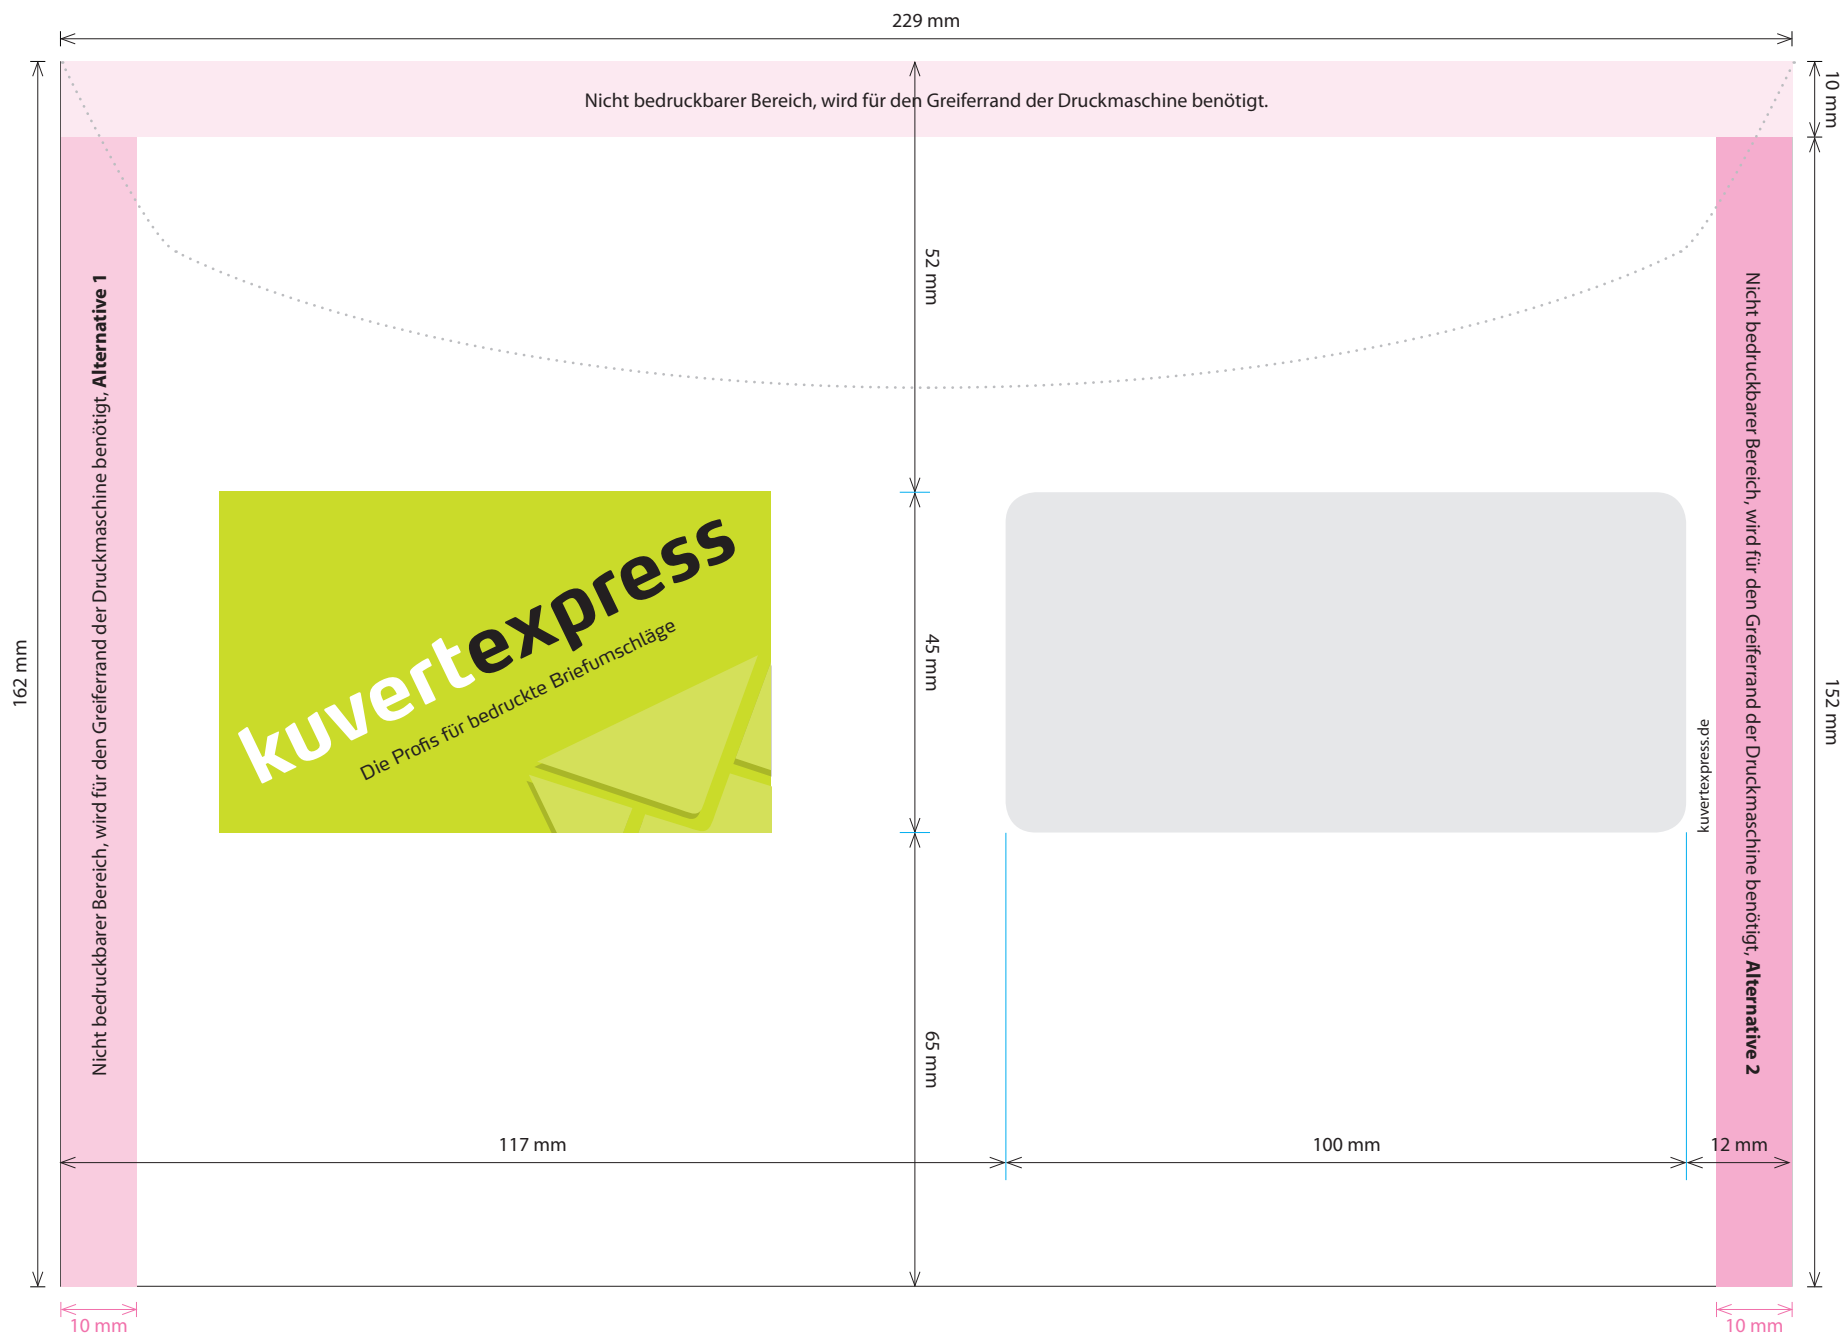 229 mm
Nicht bedruckbarer Bereich, wird für den Greiferrand der Druckmaschine benötigt.
10 mm
52 mm
Nicht bedruckbarer Bereich, wird für den Greiferrand der Druckmaschine benötigt, Alternative 1
Nicht bedruckbarer Bereich, wird für den Greiferrand der Druckmaschine benötigt, Alternative 2
kuvertexpress
Die Profis für bedruckte Briefumschläge
45 mm
162 mm
152 mm
kuvertexpress.de
65 mm
117 mm
100 mm
12 mm
10 mm
10 mm